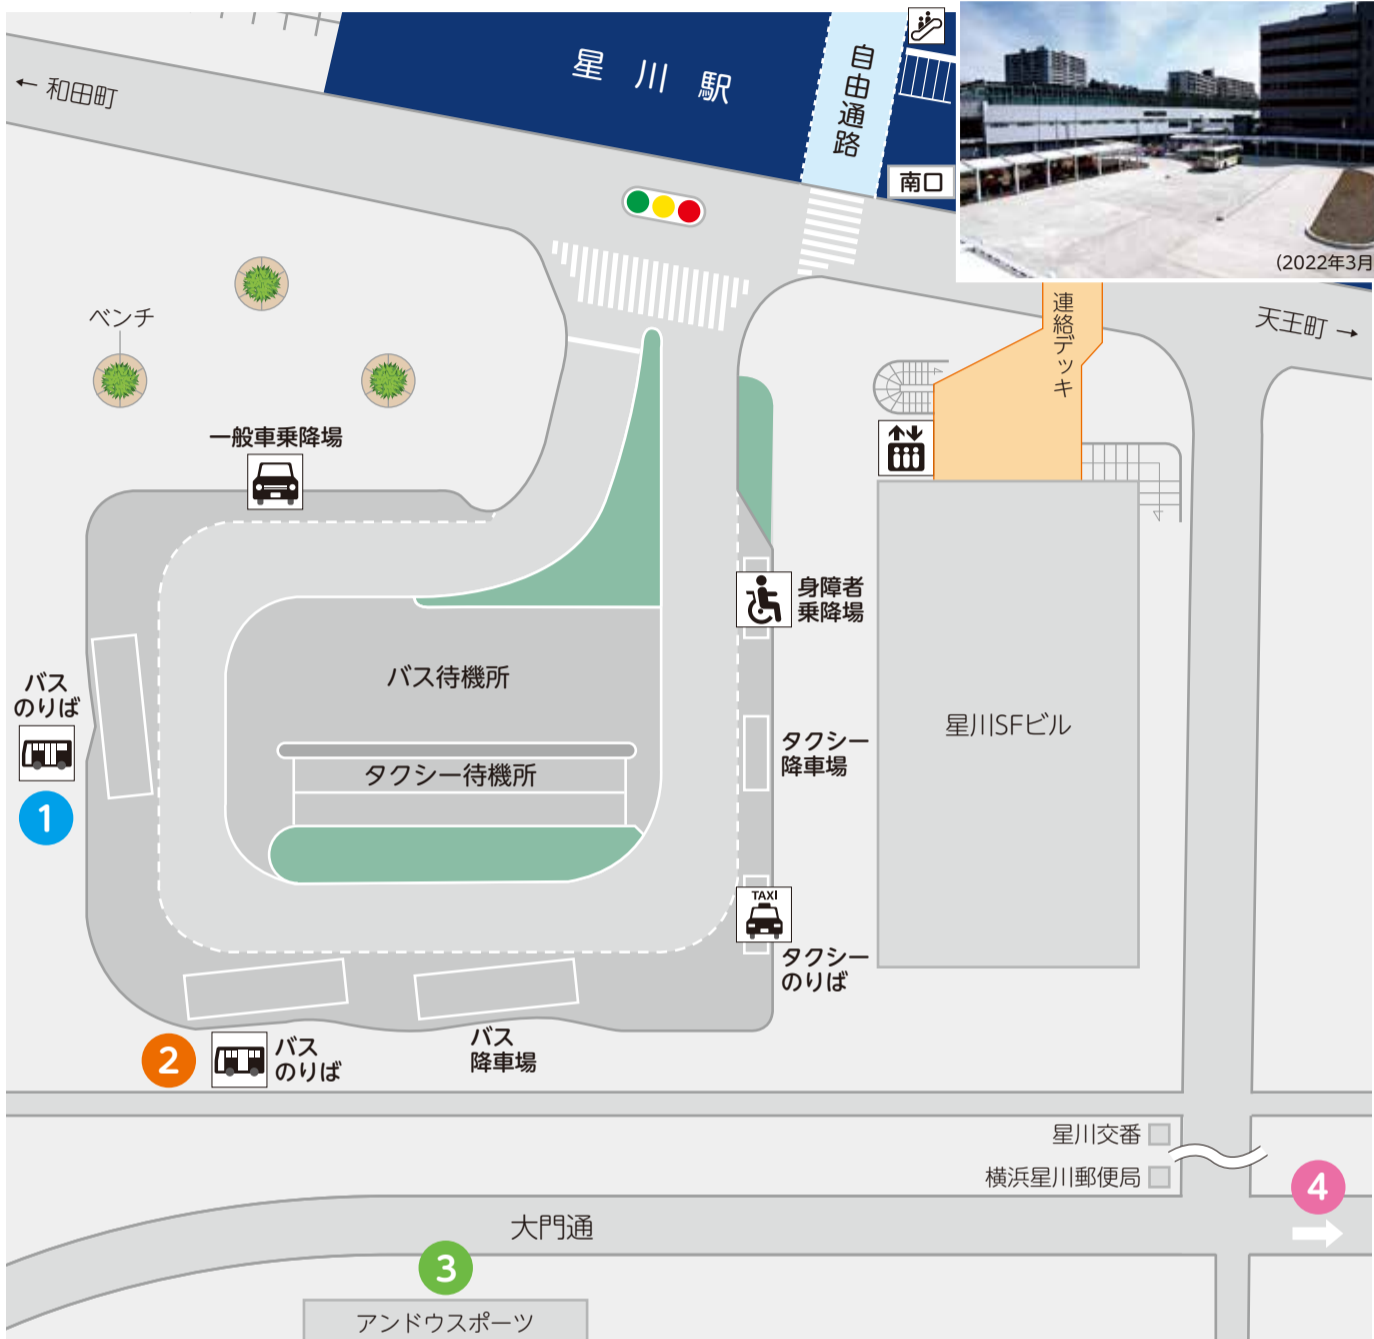 星川駅
自由通路
← 和田町
南口
(2022年3月
連絡デッキ
天王町 →
ベンチ
一般車乗降場
身障者
乗降場
バス
のりば
1
バス待機所
タクシー待機所
タクシー
降車場
星川SFビル
TAXI
タクシー
のりば
2
バス
のりば
バス
降車場
星川交番
横浜星川郵便局
4
大門通
3
アンドウスポーツ